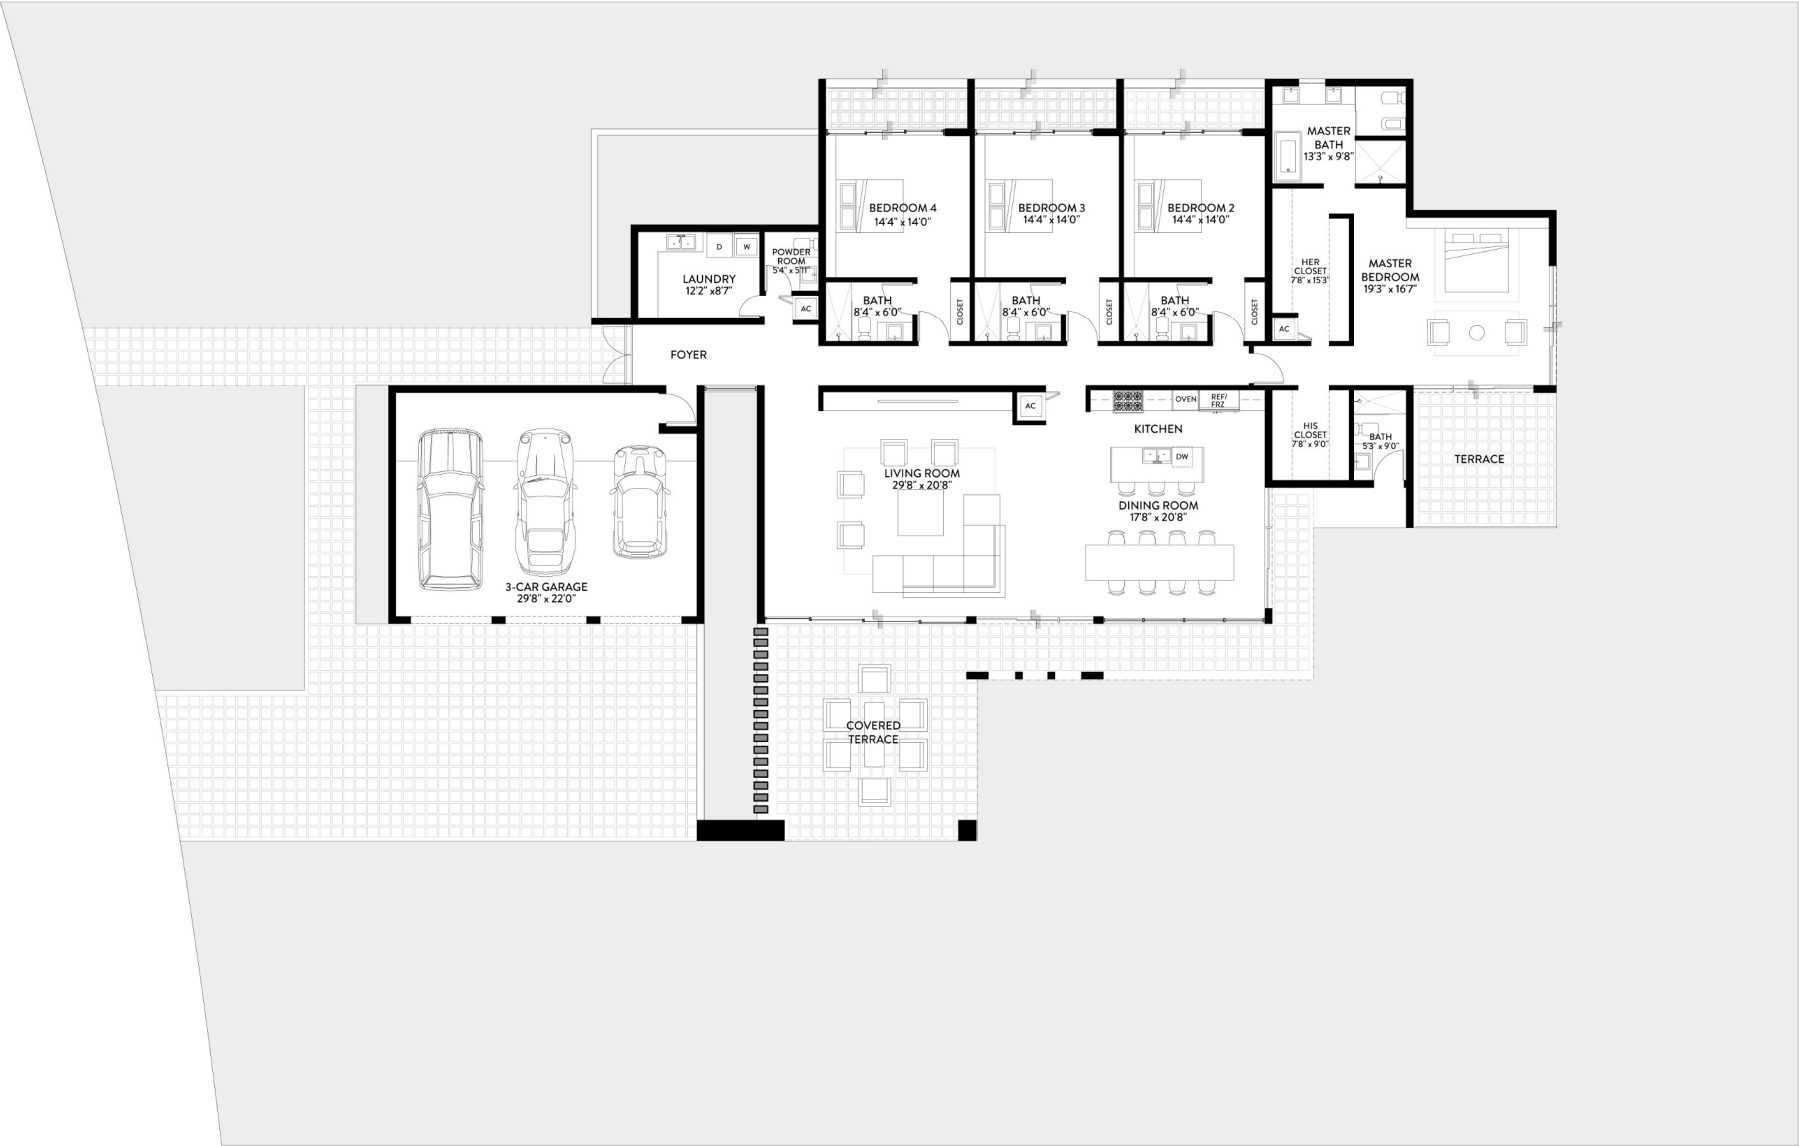 MASTER
BATH
13'3" x 9'8"
BEDROOM 4
14'4" x 14'0"
BEDROOM 3
14'4" x 14'0"
BEDROOM 2
14'4" x 14'0"
D
W
POWDER
ROOM
5'4" x 5'11"
LAUNDRY
12'2" x8'7"
HER
CLOSET
7'8" x 15'3"
MASTER
BEDROOM
19'3" x 16'7"
AC
BATH
8'4" x 6'0"
CLOSET
BATH
8'4" x 6'0"
CLOSET
BATH
8'4" x 6'0"
CLOSET
AC
FOYER
AC
OVEN
REF/
FRZ
KITCHEN
HIS
CLOSET
7'8" x 9'0"
BATH
5'3" x 9'0"
TERRACE
DW
LIVING ROOM
29'8" x 20'8"
DINING ROOM
17'8" x 20'8"
3-CAR GARAGE
29'8" x 22'0"
COVERED
TERRACE